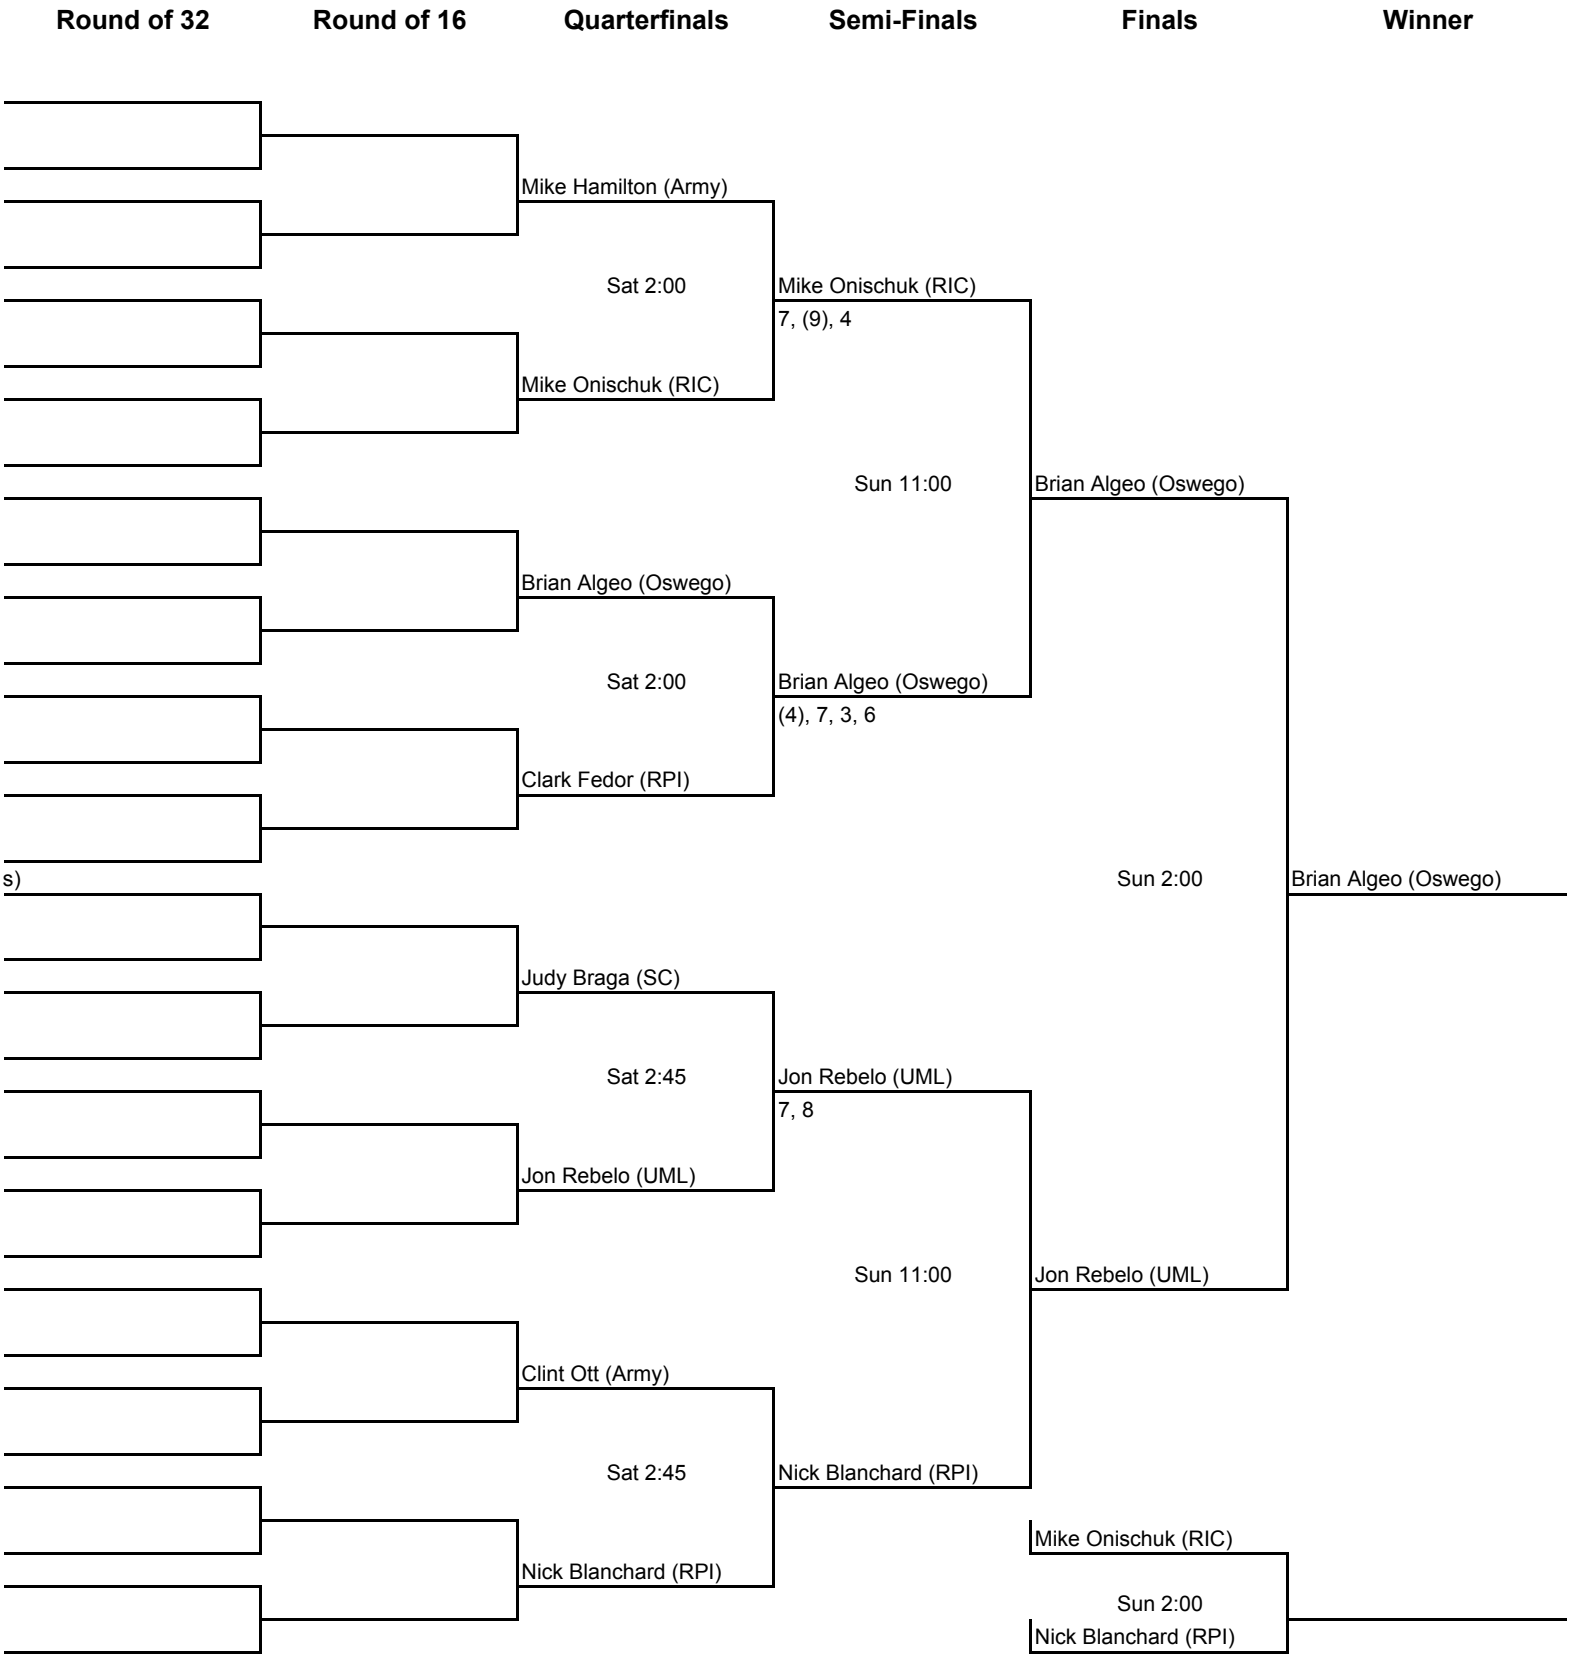 Round of 32 Round of 16 Quarterfinals Semi-Finals Finals Winner
Mike Hamilton (Army)
Sat 2:00 Mike Onischuk (RIC)
7, (9), 4
Mike Onischuk (RIC)
Sun 11:00 Brian Algeo (Oswego)
Brian Algeo (Oswego)
Sat 2:00 Brian Algeo (Oswego)
(4), 7, 3, 6
Clark Fedor (RPI)
s) Sun 2:00 Brian Algeo (Oswego)
Judy Braga (SC)
Sat 2:45 Jon Rebelo (UML)
7, 8
Jon Rebelo (UML)
Sun 11:00 Jon Rebelo (UML)
Clint Ott (Army)
Sat 2:45 Nick Blanchard (RPI)
Mike Onischuk (RIC)
Nick Blanchard (RPI)
Sun 2:00
Nick Blanchard (RPI)